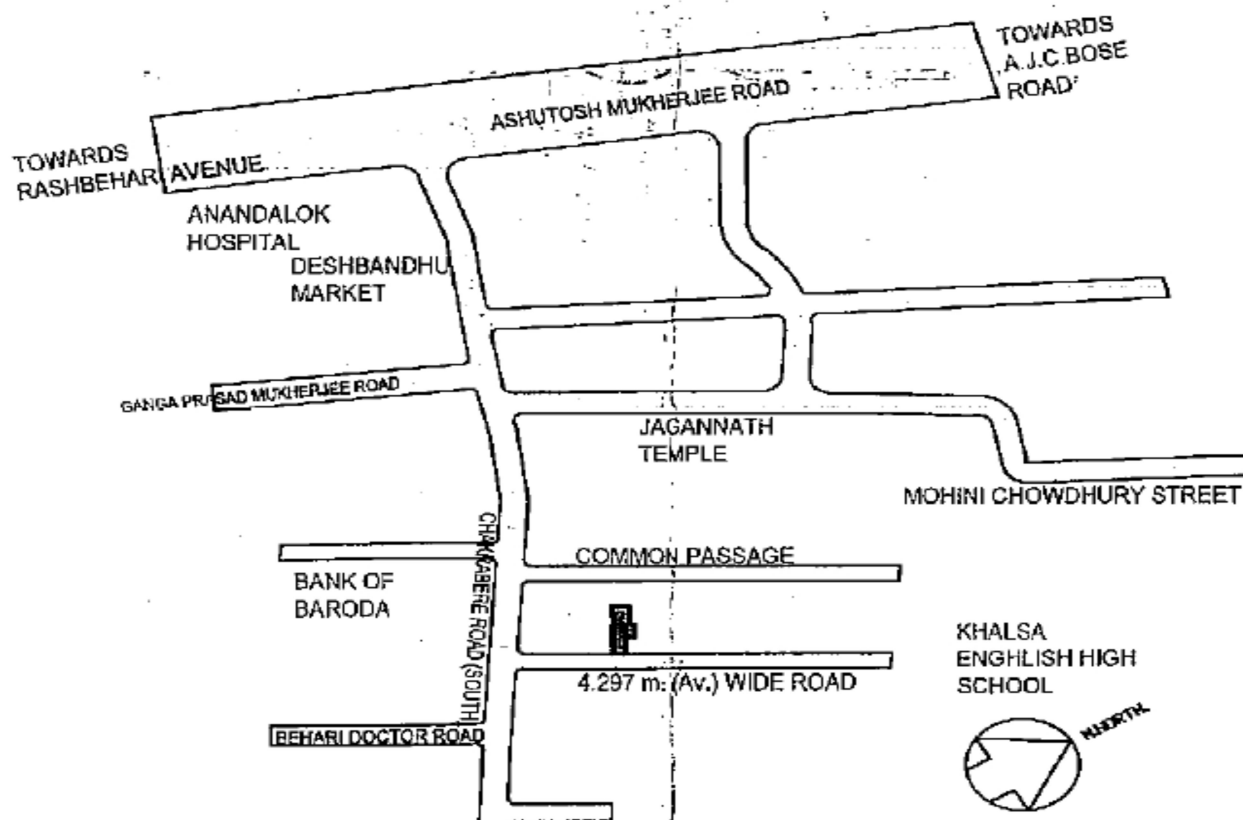 TOWARDS
A.J.C.BOSE
ROAD
ASHUTOSH MUKHERJEE ROAD
TOWARDS
RASHBEHARI AVENUE
ANANDALOK
HOSPITAL
DESHBANDHU
MARKET
GANGA PRASAD MUKHERJEE ROAD
JAGANNATH
TEMPLE
MOHINI CHOWDHURY STREET
CHAKRABERE ROAD (SOUTH)
COMMON PASSAGE
BANK OF
BARODA
KHALSA
ENGHLISH HIGH
SCHOOL
4.297 m. (Av.) WIDE ROAD
BEHARI DOCTOR ROAD
N.NORTH.